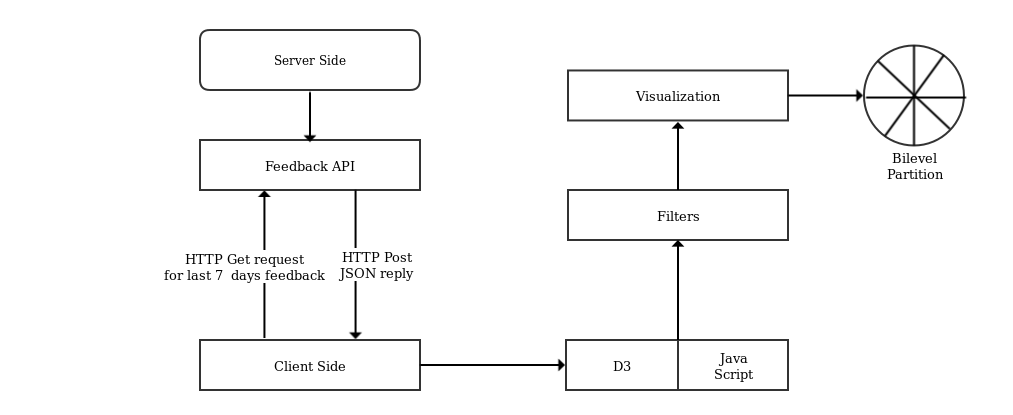 Server Side
Feedback API
HTTP Get request
for last 7  days feedback
HTTP Post
JSON reply
Client Side
D3
Java
Script
Filters
Visualization
Bilevel
Partition